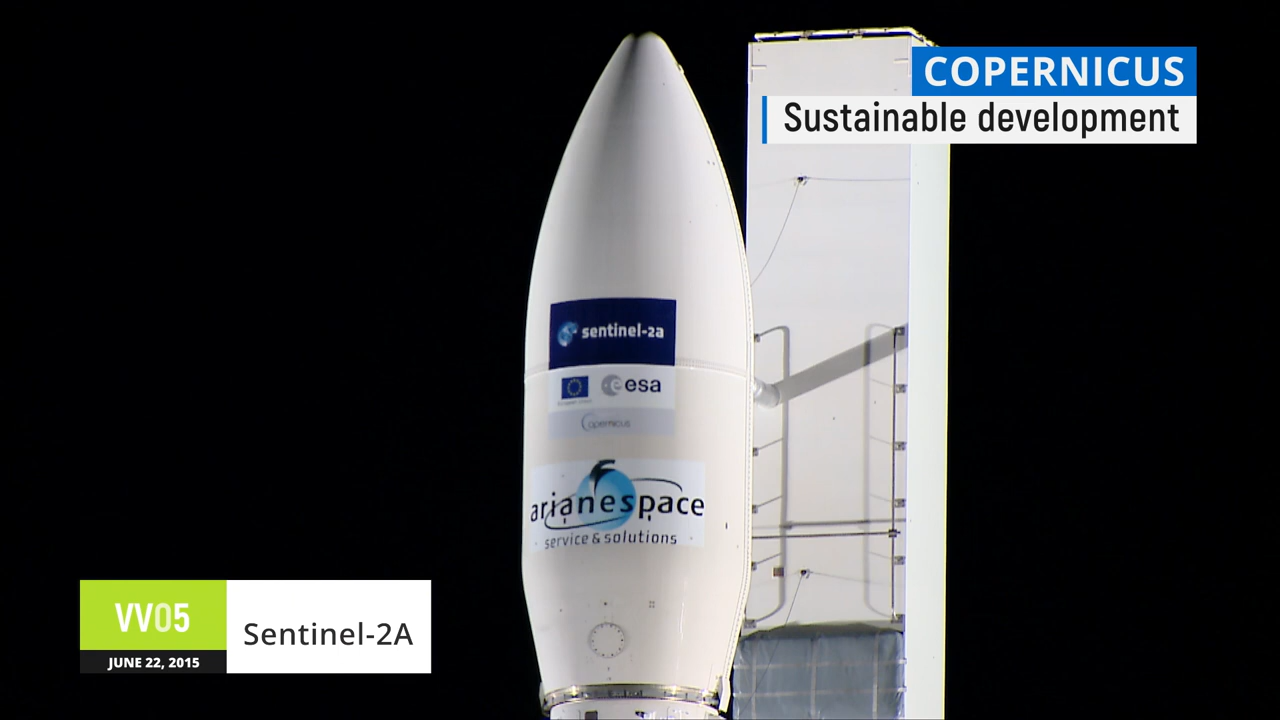 COPERNICUS
Sustainable development
sentinel-2a
esa
copernicus
arianespace
service & solutions
VV05
Sentinel-2A
JUNE 22, 2015